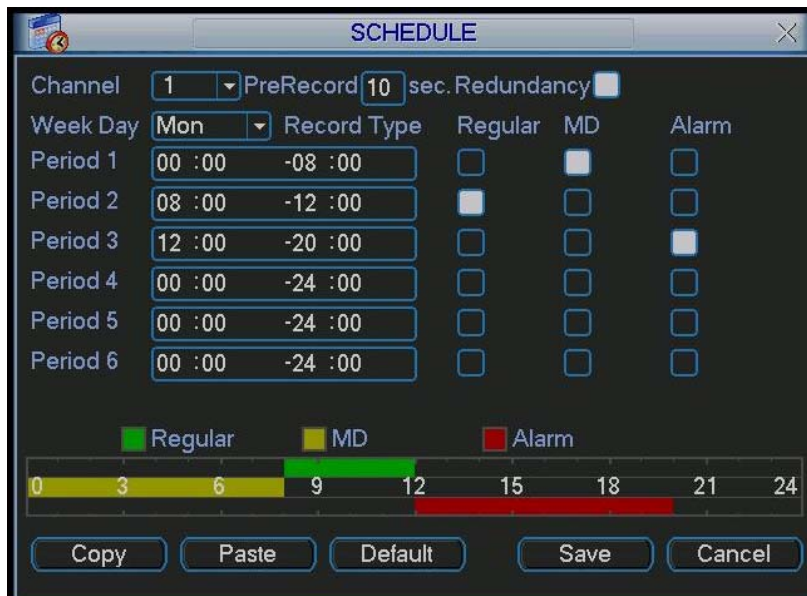 SCHEDULE
Channel 1 PreRecord 10 sec. Redundancy
Week Day Mon Record Type Regular MD Alarm
Period 1 00 :00 -08 :00
Period 2 08 :00 -12 :00
Period 3 12 :00 -20 :00
Period 4 00 :00 -24 :00
Period 5 00 :00 -24 :00
Period 6 00 :00 -24 :00
Regular MD Alarm
0 3 6 9 12 15 18 21 24
Copy Paste Default Save Cancel